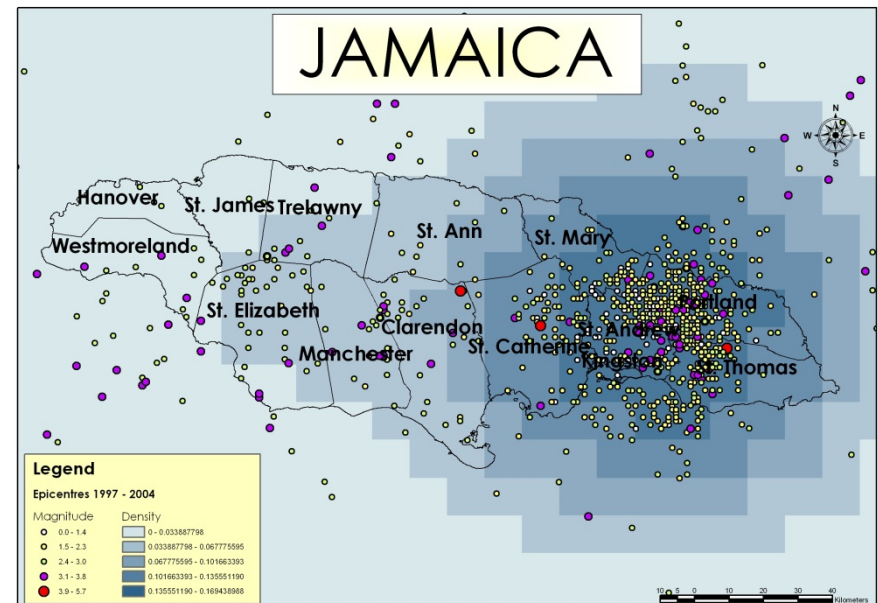 JAMAICA
N
W E
S
Hanover
St. James
Trelawny
Westmoreland
St. Ann
St. Mary
St. Elizabeth
Portland
Clarendon
St. Andrew
Manchester
St. Catherine
Kingston
St. Thomas
Legend
Epicentres 1997 - 2004
Magnitude Density
0.0 - 1.4 0 - 0.033887798
1.5 - 2.3 0.033887798 - 0.067775595
2.4 - 3.0 0.067775595 - 0.101663393
3.1 - 3.8 0.101663393 - 0.135551190
3.9 - 5.7 0.135551190 - 0.169438988
10 5 0 10 20 30 40
Kilometers